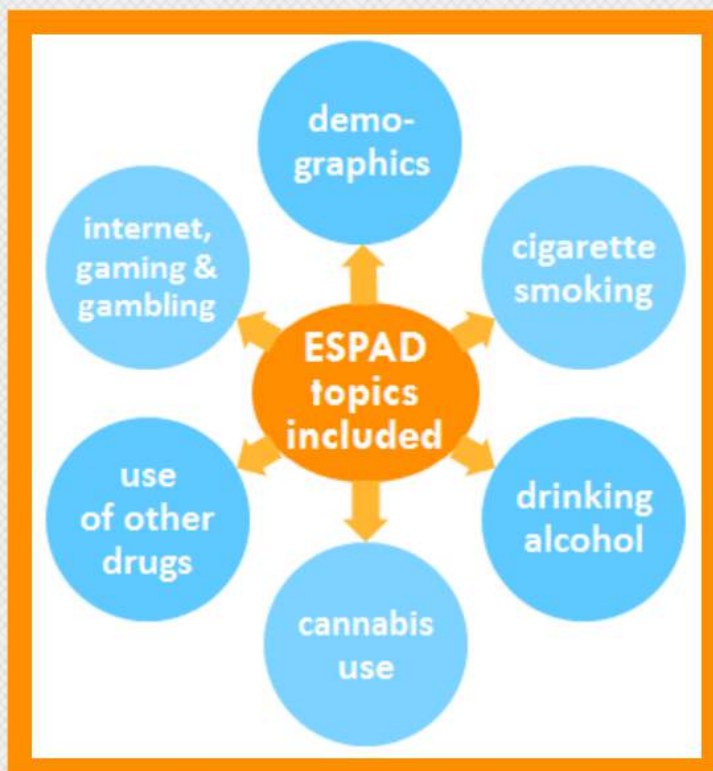 demo-
graphics
internet,
gaming &
gambling
cigarette
smoking
ESPAD
topics
included
use
of other
drugs
drinking
alcohol
cannabis
use